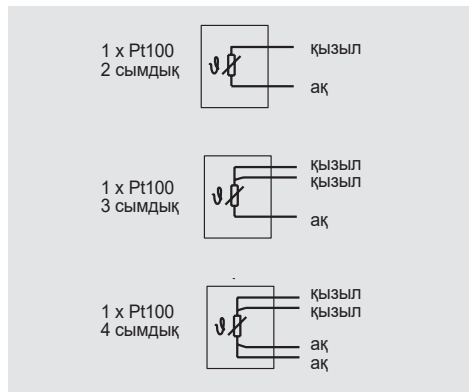 1 x Pt100
2 сымдық
қызыл
ақ
1 x Pt100
3 сымдық
қызыл
қызыл
ақ
1 x Pt100
4 сымдық
қызыл
қызыл
ақ
ақ